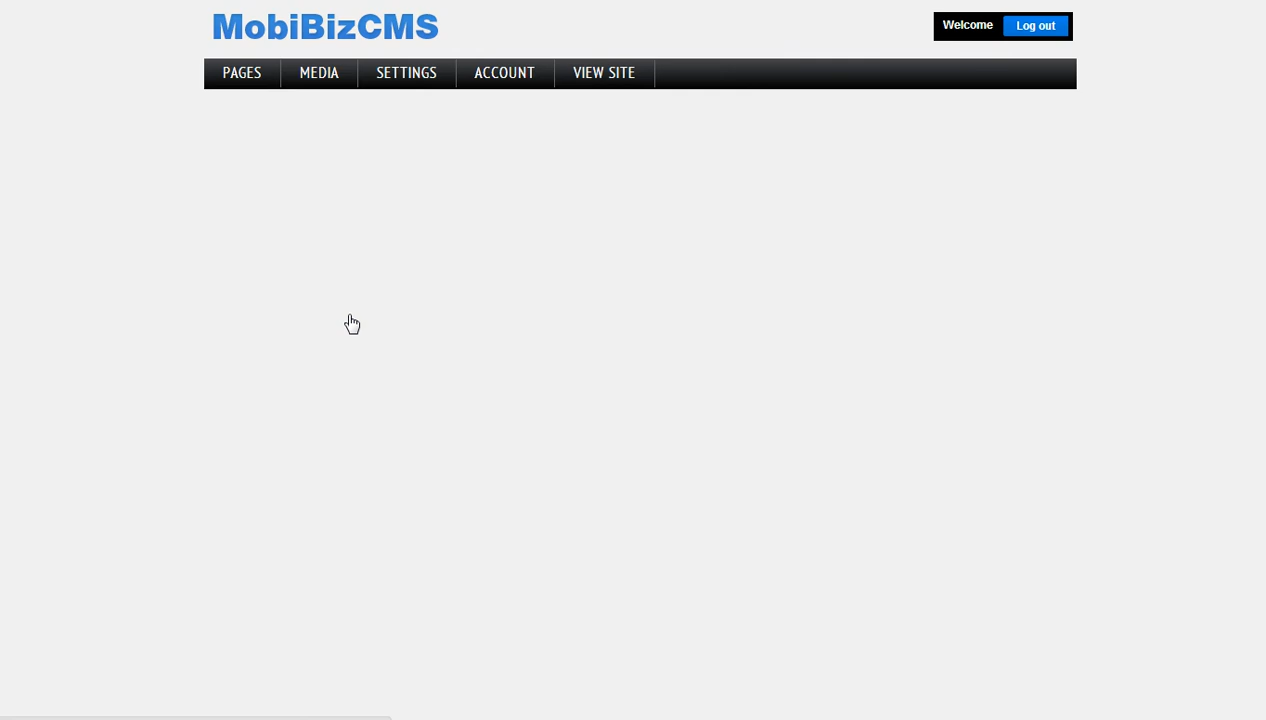 MobiBizCMS
Welcome
Log out
PAGES
MEDIA
SETTINGS
ACCOUNT
VIEW SITE